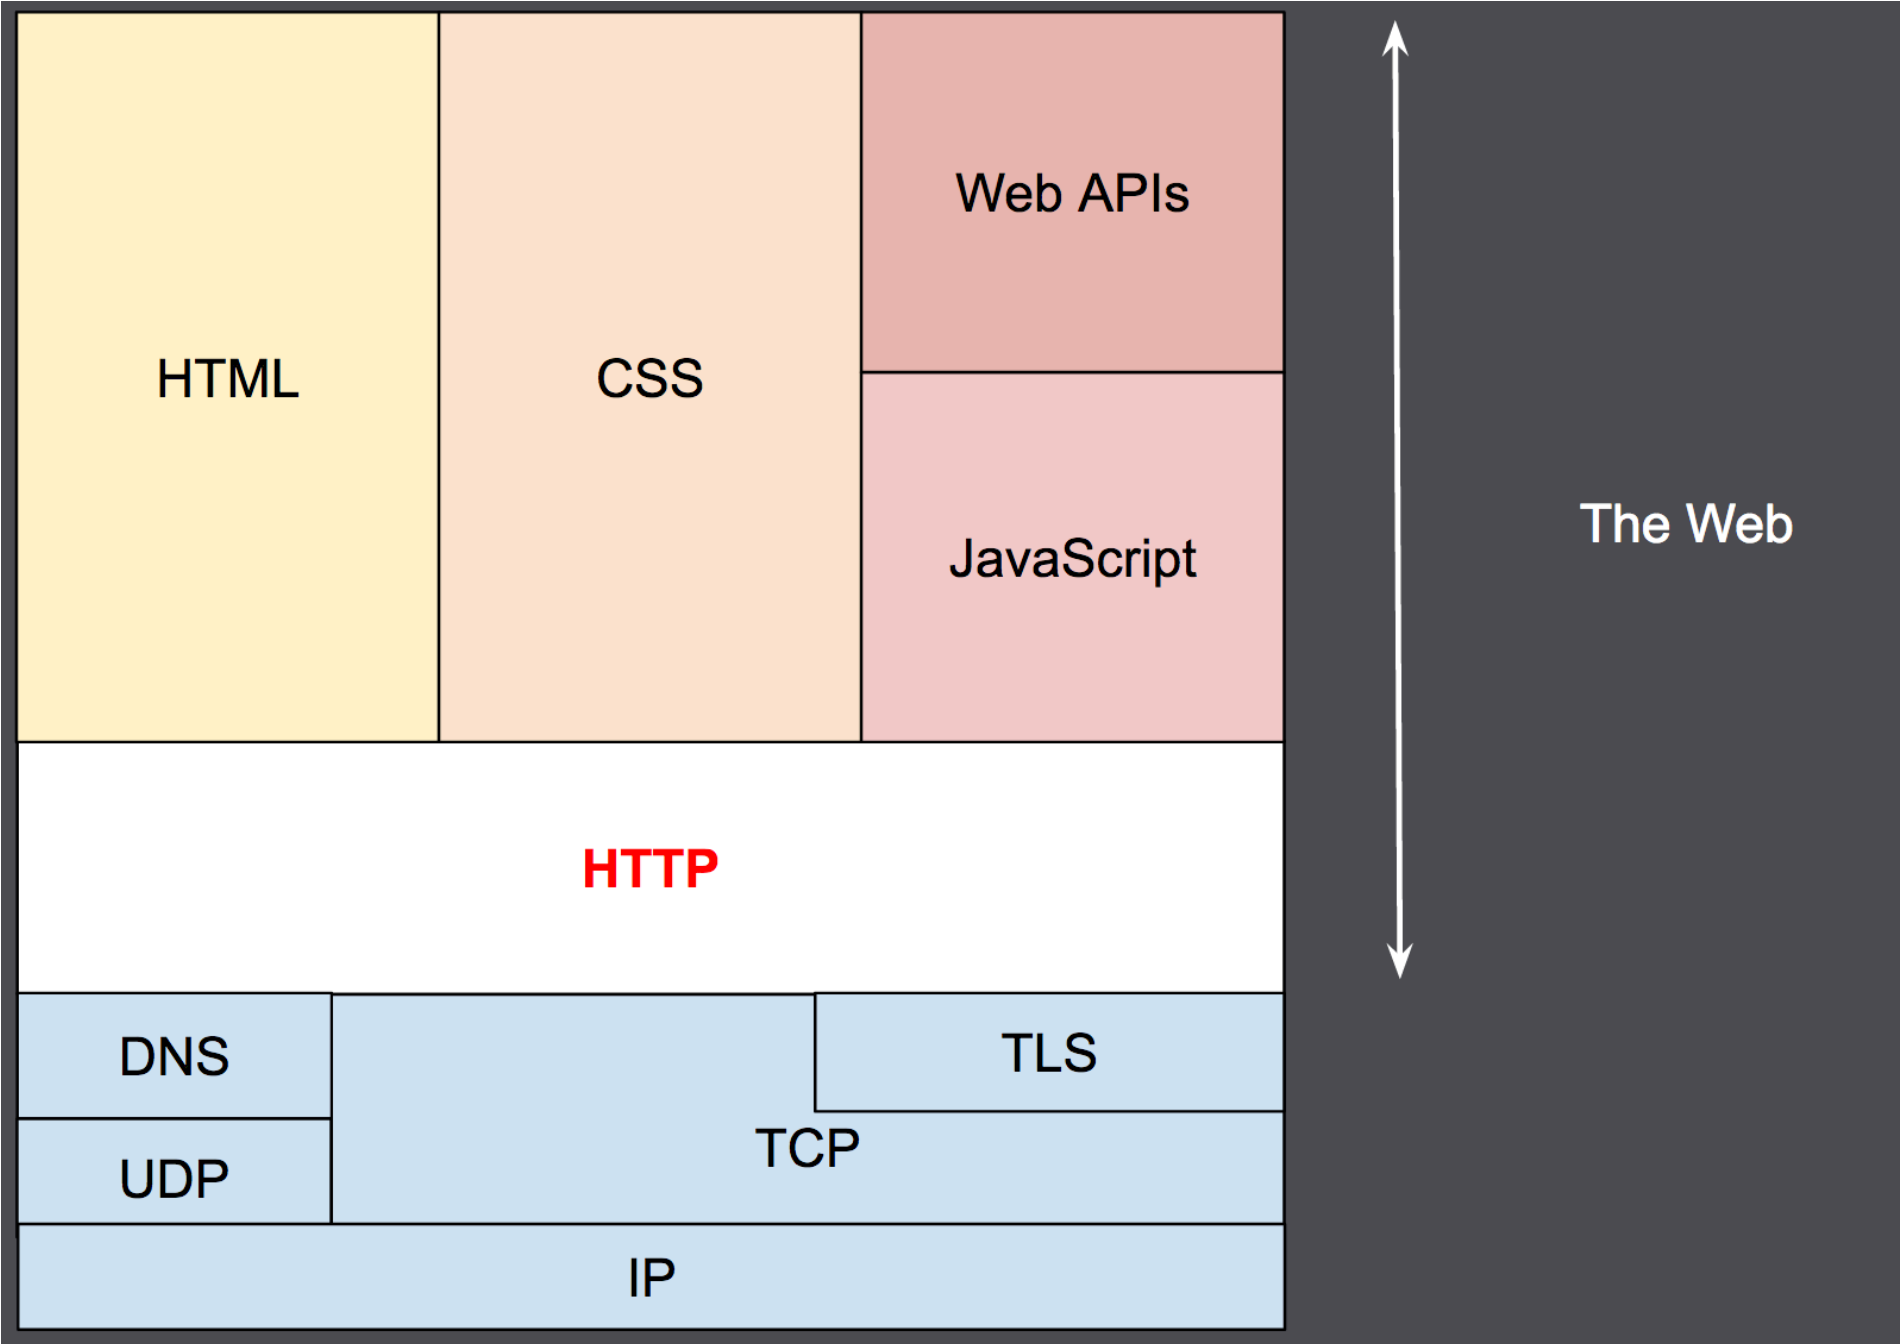 Web APIs
HTML
CSS
The Web
JavaScript
HTTP
DNS
TLS
TCP
UDP
IP